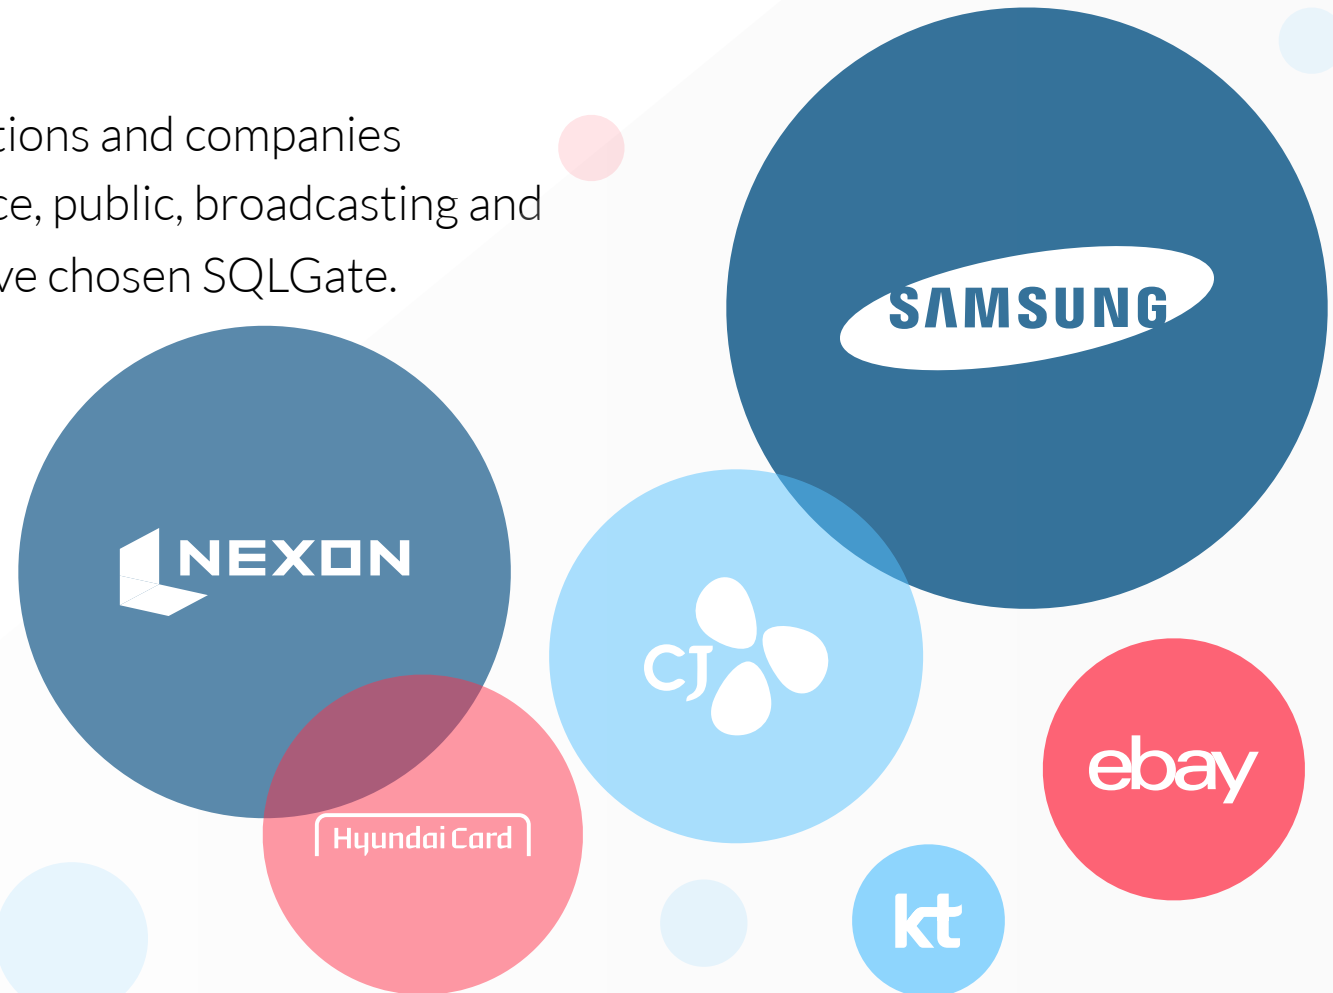 tions and companies
ce, public, broadcasting and
ve chosen SQLGate.
SAMSUNG
NEXON
CJ
ebay
Hyundai Card
kt